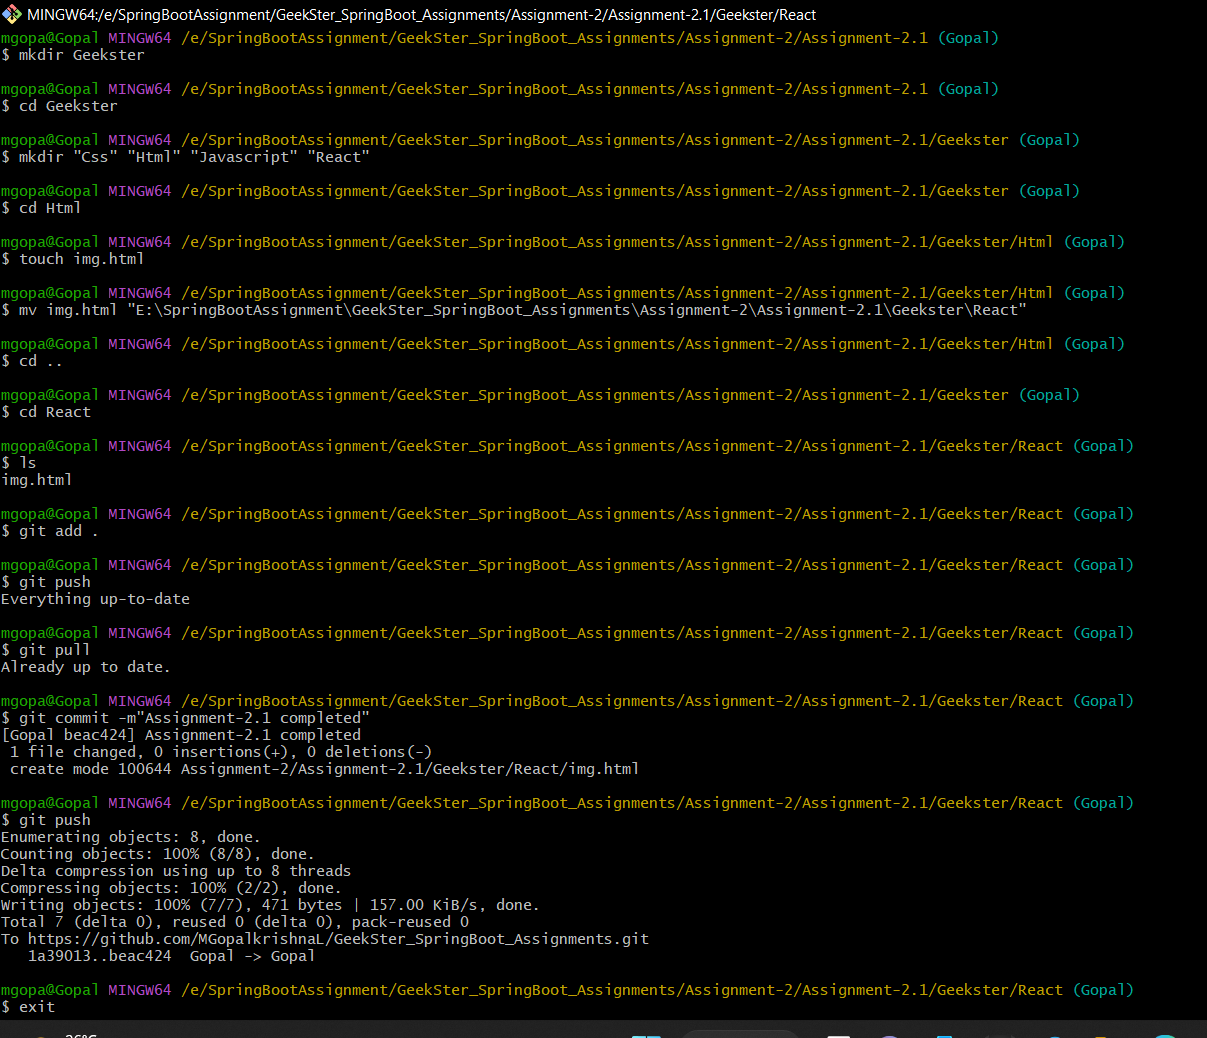 MINGW64:/e/SpringBootAssignment/GeekSter_SpringBoot_Assignments/Assignment-2/Assignment-2.1/Geekster/React
mgopa@Gopal MINGW64 /e/SpringBootAssignment/GeekSter_SpringBoot_Assignments/Assignment-2/Assignment-2.1 (Gopal)
$ mkdir Geekster
mgopa@Gopal MINGW64 /e/SpringBootAssignment/GeekSter_SpringBoot_Assignments/Assignment-2/Assignment-2.1 (Gopal)
$ cd Geekster
mgopa@Gopal MINGW64 /e/SpringBootAssignment/GeekSter_SpringBoot_Assignments/Assignment-2/Assignment-2.1/Geekster (Gopal)
$ mkdir "Css" "Html" "Javascript" "React"
mgopa@Gopal MINGW64 /e/SpringBootAssignment/GeekSter_SpringBoot_Assignments/Assignment-2/Assignment-2.1/Geekster (Gopal)
$ cd Html
mgopa@Gopal MINGW64 /e/SpringBootAssignment/GeekSter_SpringBoot_Assignments/Assignment-2/Assignment-2.1/Geekster/Html (Gopal)
$ touch img.html
mgopa@Gopal MINGW64 /e/SpringBootAssignment/GeekSter_SpringBoot_Assignments/Assignment-2/Assignment-2.1/Geekster/Html (Gopal)
$ mv img.html "E:\SpringBootAssignment\GeekSter_SpringBoot_Assignments\Assignment-2\Assignment-2.1\Geekster\React"
mgopa@Gopal MINGW64 /e/SpringBootAssignment/GeekSter_SpringBoot_Assignments/Assignment-2/Assignment-2.1/Geekster/Html (Gopal)
$ cd ..
mgopa@Gopal MINGW64 /e/SpringBootAssignment/GeekSter_SpringBoot_Assignments/Assignment-2/Assignment-2.1/Geekster (Gopal)
$ cd React
mgopa@Gopal MINGW64 /e/SpringBootAssignment/GeekSter_SpringBoot_Assignments/Assignment-2/Assignment-2.1/Geekster/React (Gopal)
$ ls
img.html
mgopa@Gopal MINGW64 /e/SpringBootAssignment/GeekSter_SpringBoot_Assignments/Assignment-2/Assignment-2.1/Geekster/React (Gopal)
$ git add .
mgopa@Gopal MINGW64 /e/SpringBootAssignment/GeekSter_SpringBoot_Assignments/Assignment-2/Assignment-2.1/Geekster/React (Gopal)
$ git push
Everything up-to-date
mgopa@Gopal MINGW64 /e/SpringBootAssignment/GeekSter_SpringBoot_Assignments/Assignment-2/Assignment-2.1/Geekster/React (Gopal)
$ git pull
Already up to date.
mgopa@Gopal MINGW64 /e/SpringBootAssignment/GeekSter_SpringBoot_Assignments/Assignment-2/Assignment-2.1/Geekster/React (Gopal)
$ git commit -m"Assignment-2.1 completed"
[Gopal beac424] Assignment-2.1 completed
 1 file changed, 0 insertions(+), 0 deletions(-)
 create mode 100644 Assignment-2/Assignment-2.1/Geekster/React/img.html
mgopa@Gopal MINGW64 /e/SpringBootAssignment/GeekSter_SpringBoot_Assignments/Assignment-2/Assignment-2.1/Geekster/React (Gopal)
$ git push
Enumerating objects: 8, done.
Counting objects: 100% (8/8), done.
Delta compression using up to 8 threads
Compressing objects: 100% (2/2), done.
Writing objects: 100% (7/7), 471 bytes | 157.00 KiB/s, done.
Total 7 (delta 0), reused 0 (delta 0), pack-reused 0
To https://github.com/MGopalkrishnaL/GeekSter_SpringBoot_Assignments.git
   1a39013..beac424  Gopal -> Gopal
mgopa@Gopal MINGW64 /e/SpringBootAssignment/GeekSter_SpringBoot_Assignments/Assignment-2/Assignment-2.1/Geekster/React (Gopal)
$ exit